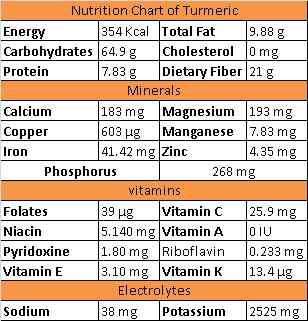 Nutrition Chart of Turmeric
Energy 354 Kcal Total Fat 9.88 g
Carbohydrates 64.9 g Cholesterol 0 mg
Protein 7.83 g Dietary Fiber 21 g
Minerals
Calcium 183 mg Magnesium 193 mg
Copper 603 µg Manganese 7.83 mg
Iron 41.42 mg Zinc 4.35 mg
Phosphorus 268 mg
vitamins
Folates 39 µg Vitamin C 25.9 mg
Niacin 5.140 mg Vitamin A 0 IU
Pyridoxine 1.80 mg Riboflavin 0.233 mg
Vitamin E 3.10 mg Vitamin K 13.4 µg
Electrolytes
Sodium 38 mg Potassium 2525 mg